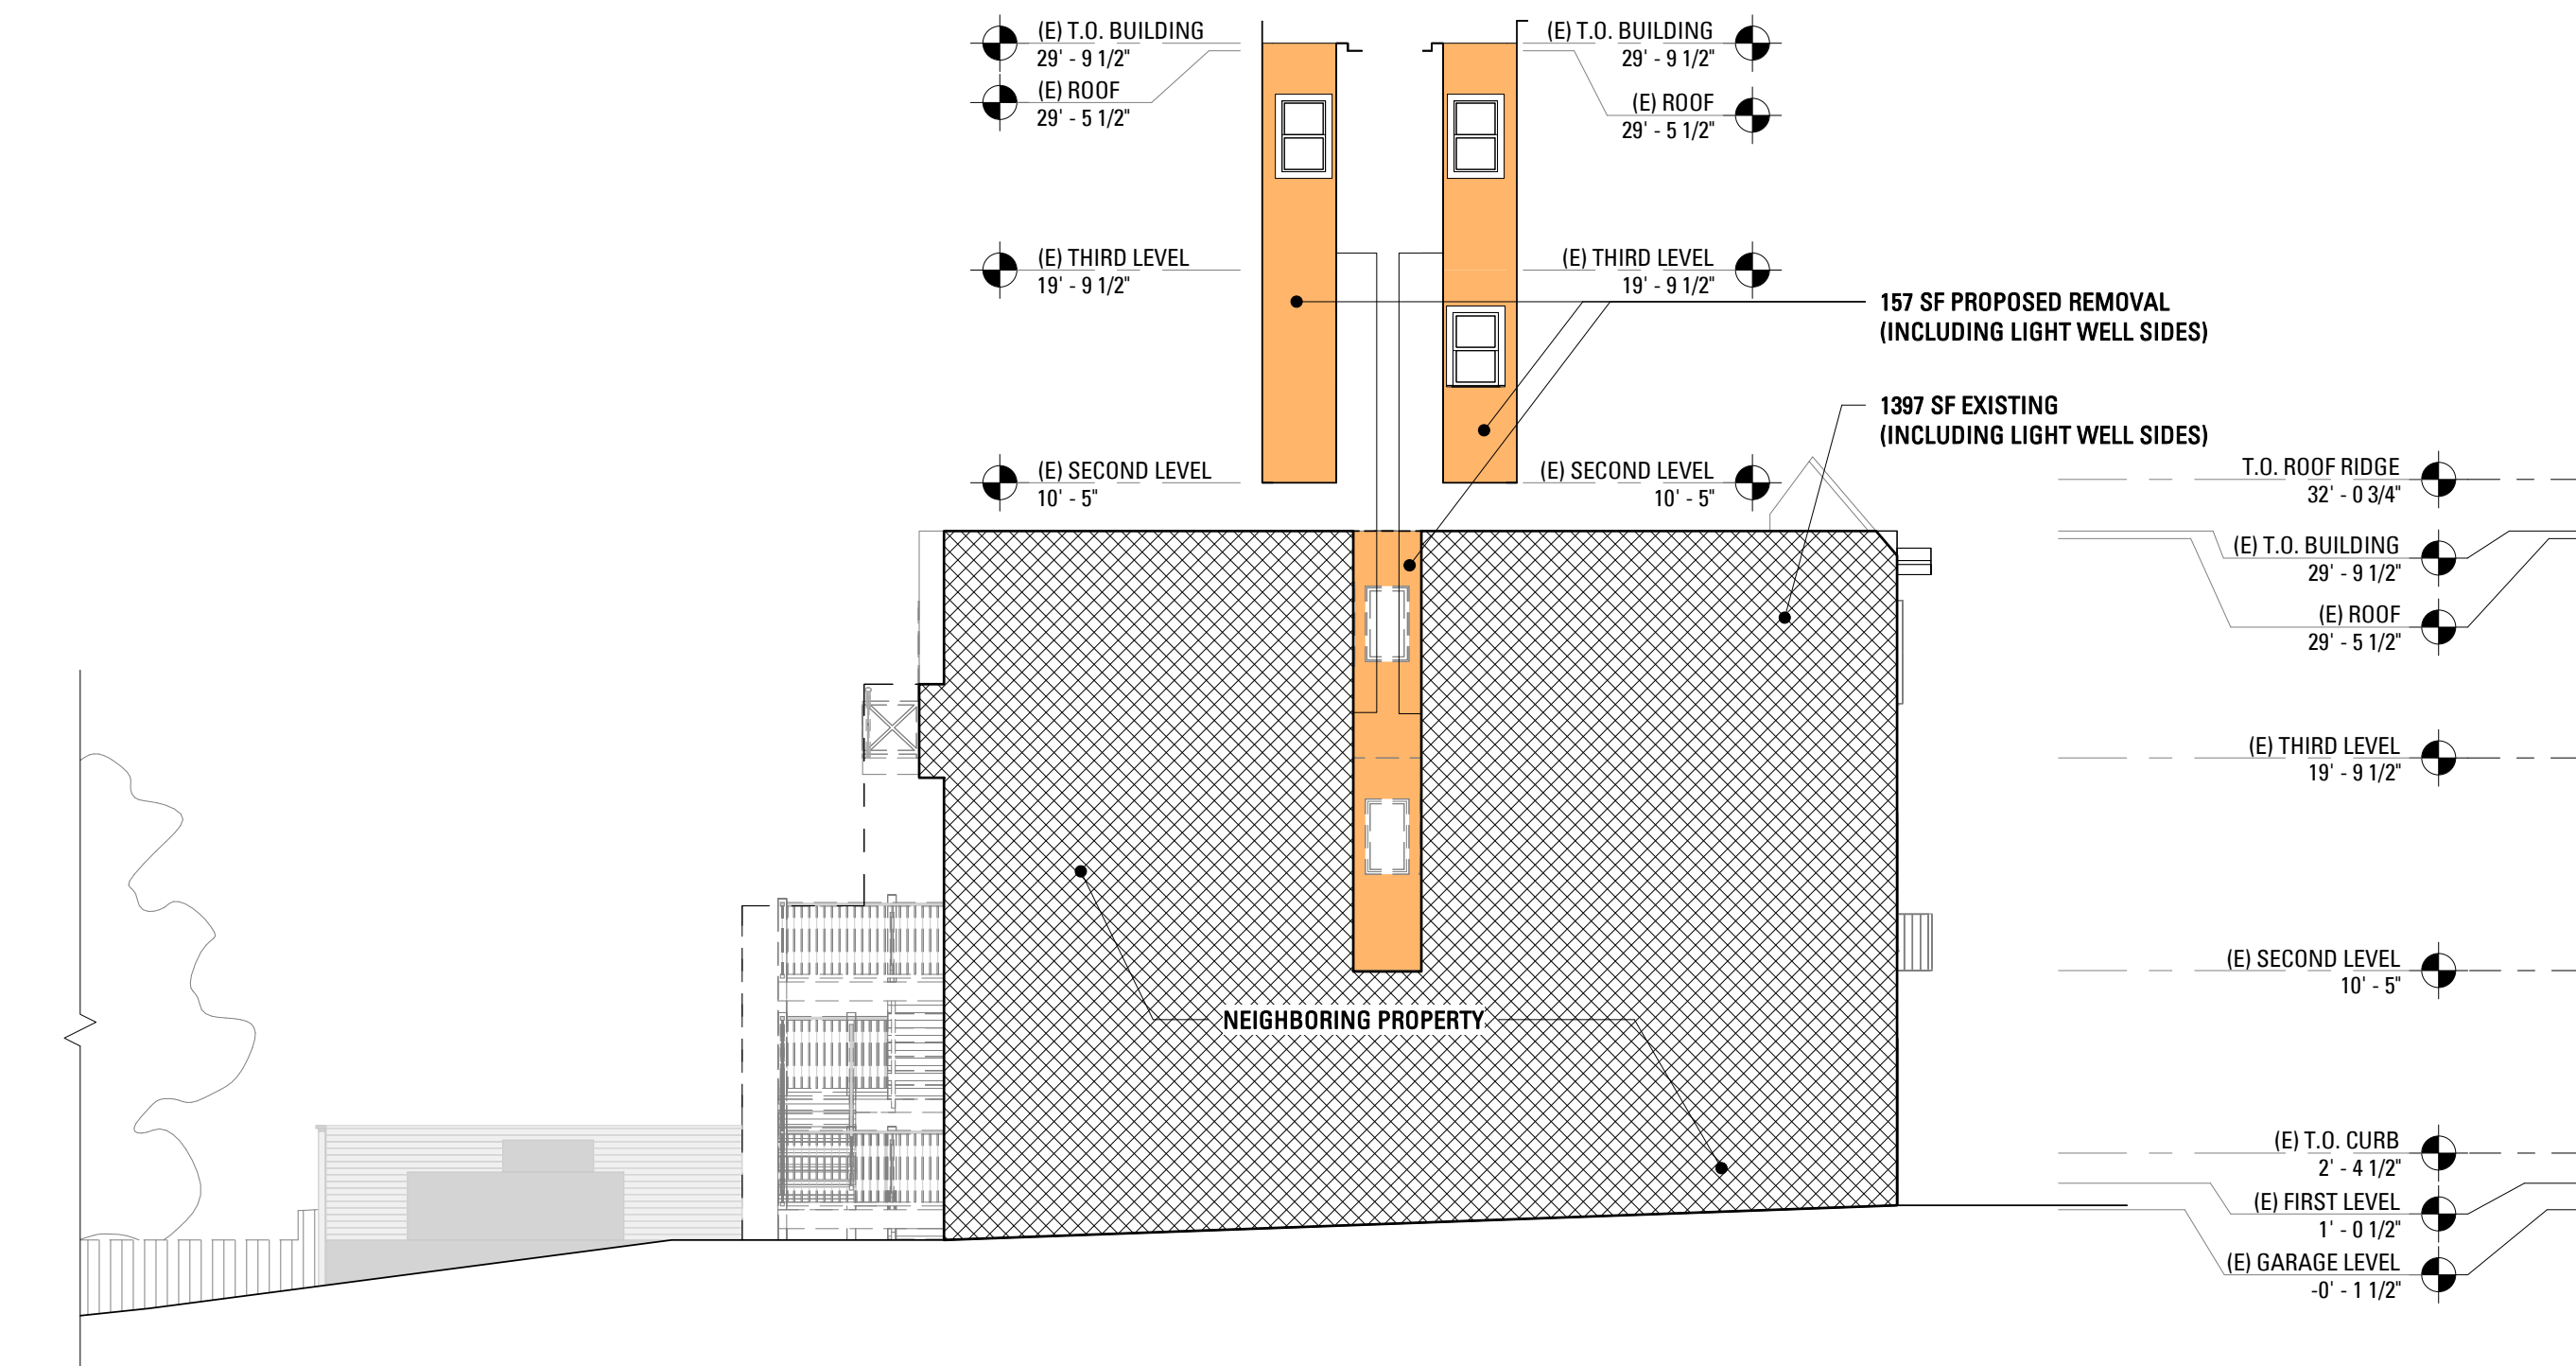 (E) T.O. BUILDING
29' - 9 1/2"
(E) ROOF
29' - 5 1/2"
(E) THIRD LEVEL
19' - 9 1/2"
(E) SECOND LEVEL
10' - 5"
(E) T.O. BUILDING
29' - 9 1/2"
(E) ROOF
29' - 5 1/2"
(E) THIRD LEVEL
19' - 9 1/2"
(E) SECOND LEVEL
10' - 5"
157 SF PROPOSED REMOVAL
(INCLUDING LIGHT WELL SIDES)
1397 SF EXISTING
(INCLUDING LIGHT WELL SIDES)
NEIGHBORING PROPERTY
T.O. ROOF RIDGE
32' - 0 3/4"
(E) T.O. BUILDING
29' - 9 1/2"
(E) ROOF
29' - 5 1/2"
(E) THIRD LEVEL
19' - 9 1/2"
(E) SECOND LEVEL
10' - 5"
(E) T.O. CURB
2' - 4 1/2"
(E) FIRST LEVEL
1' - 0 1/2"
(E) GARAGE LEVEL
-0' - 1 1/2"